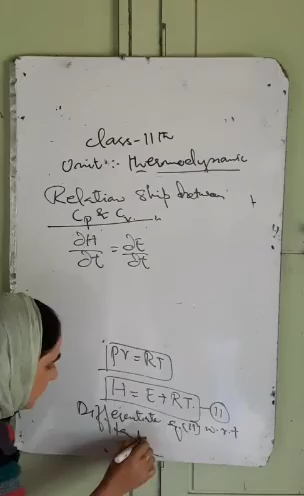 Class-11th
Unit:- Thermodynamic
Relation Ship between
Cp & Cv
∂H/∂t = ∂E/∂t
PV = RT
H = E + RT — (11)
Differentiate Eq (11) w.r.t